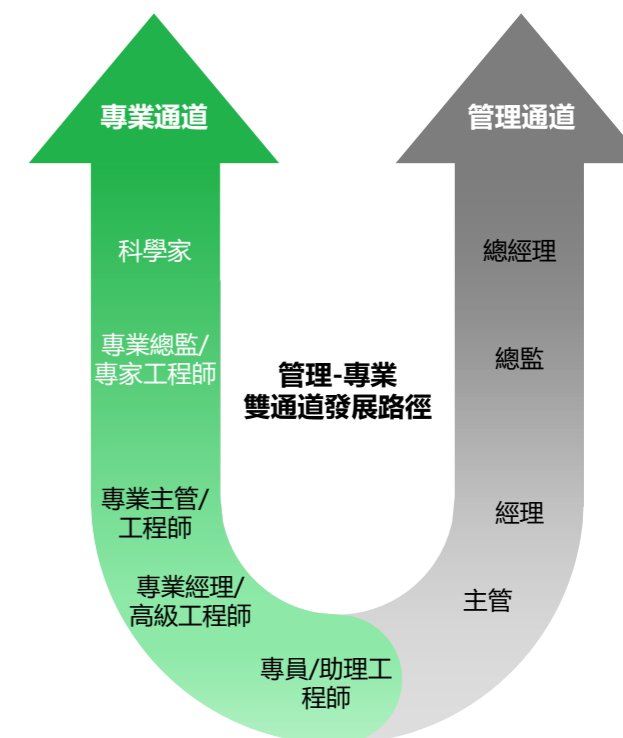 專業通道
管理通道
科學家
總經理
專業總監/
專家工程師
總監
管理-專業
雙通道發展路徑
專業主管/
工程師
經理
專業經理/
高級工程師
主管
專員/助理工
程師